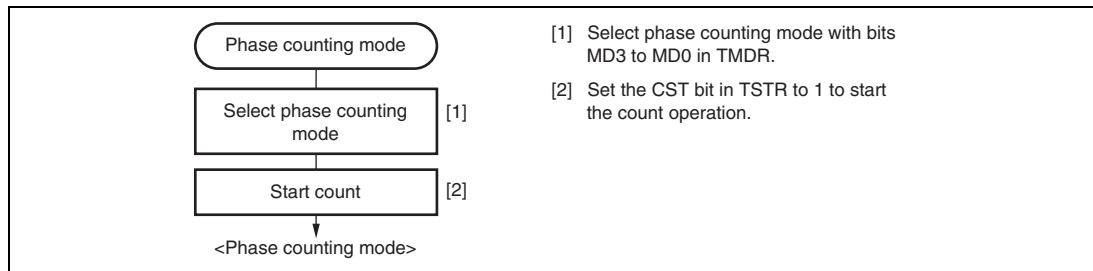 Phase counting mode
Select phase counting
mode
[1]
Start count
[2]
<Phase counting mode>
[1] Select phase counting mode with bits
MD3 to MD0 in TMDR.
[2] Set the CST bit in TSTR to 1 to start
the count operation.